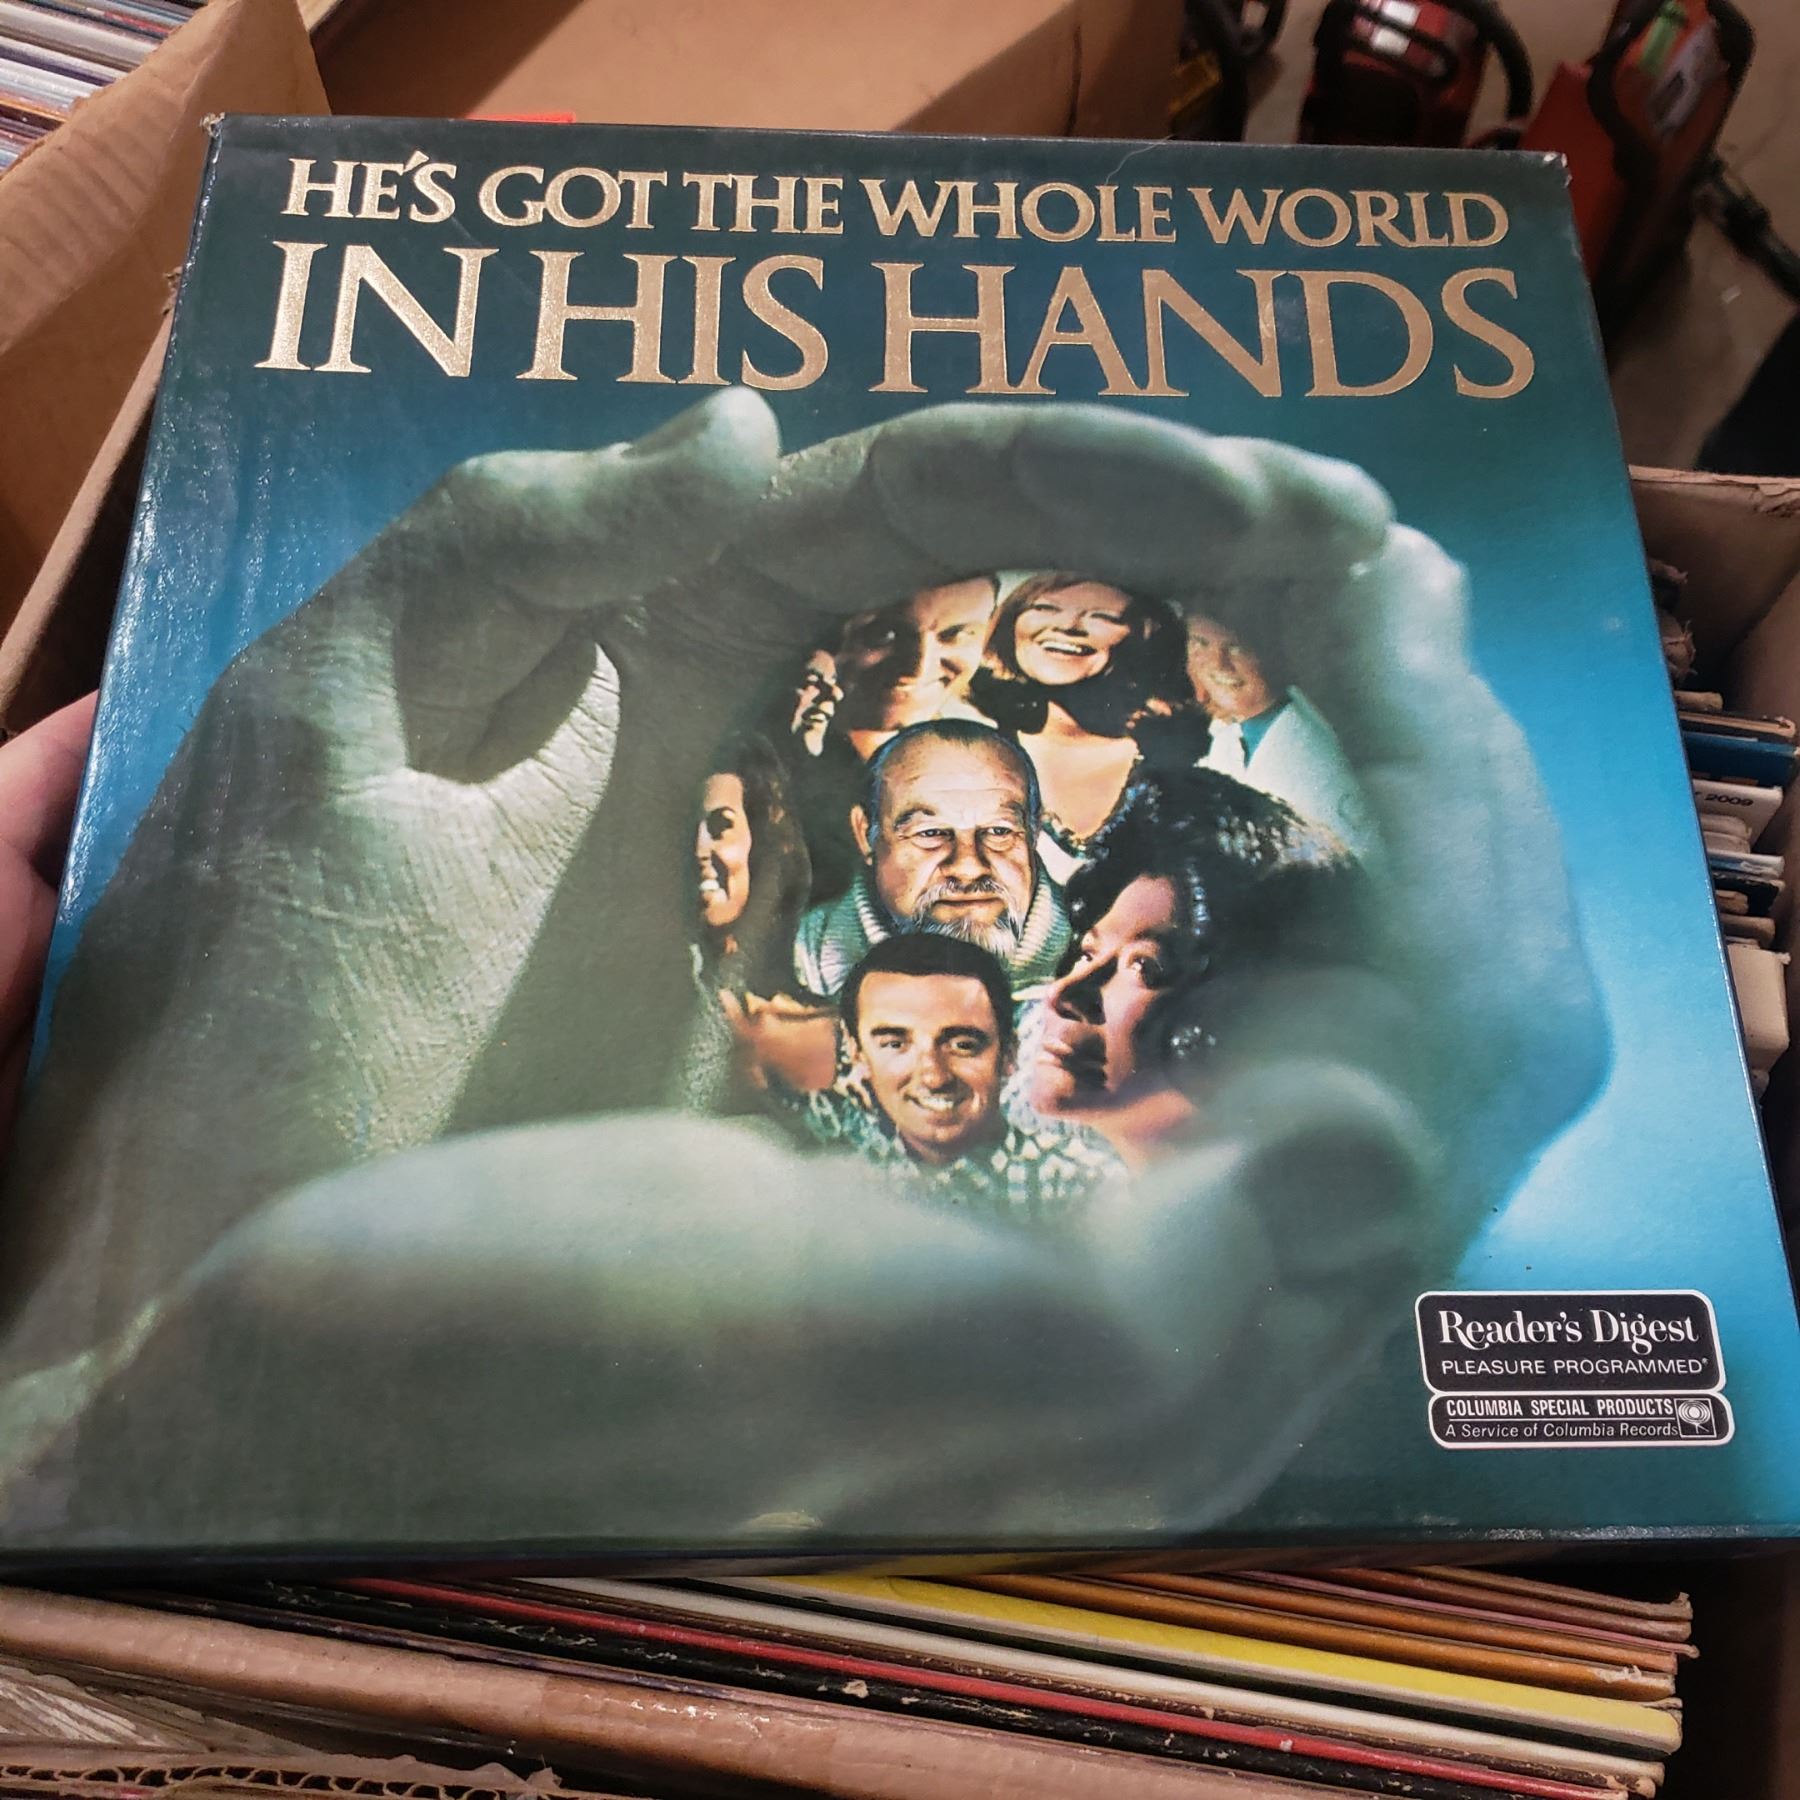 HE'S GOT THE WHOLE WORLD
IN HIS HANDS
Reader's Digest
PLEASURE PROGRAMMED®
COLUMBIA SPECIAL PRODUCTS
A Service of Columbia Records
2009